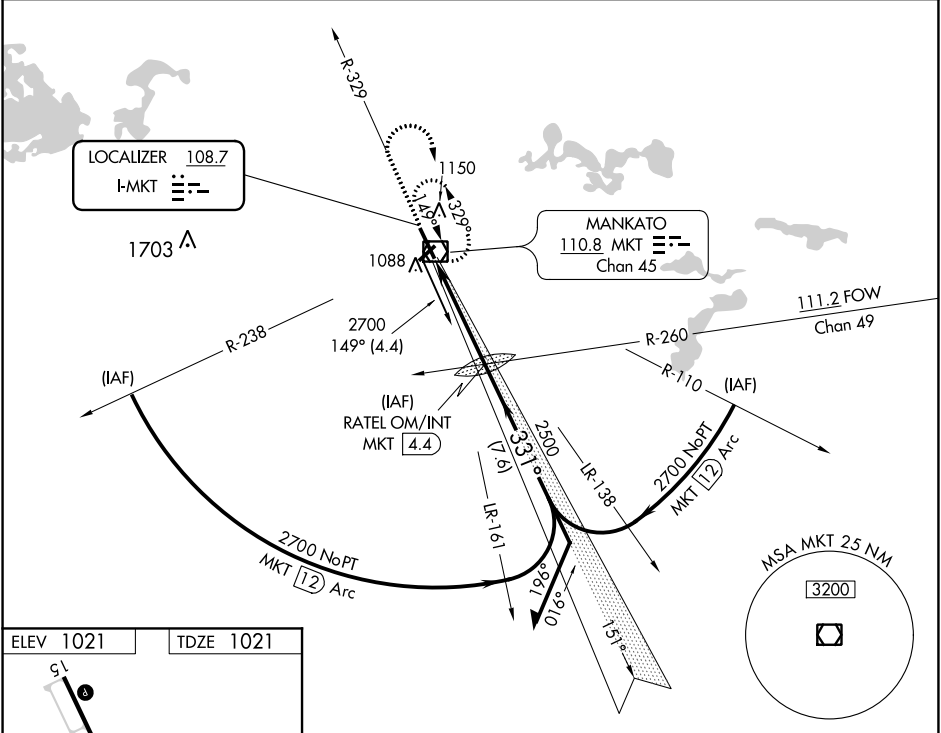 R-329
LOCALIZER 108.7
I-MKT
1150
149°
329°
MANKATO
110.8 MKT
Chan 45
1703
1088
2700
149° (4.4)
111.2 FOW
Chan 49
R-238
R-260
R-110
(IAF)
(IAF)
(IAF)
RATEL OM/INT
MKT 4.4
331°
(7.6)
2500
LR-138
2700 NoPT
MKT 12 Arc
LR-161
2700 NoPT
MKT 12 Arc
196°
016°
151°
MSA MKT 25 NM
3200
ELEV 1021
TDZE 1021
15